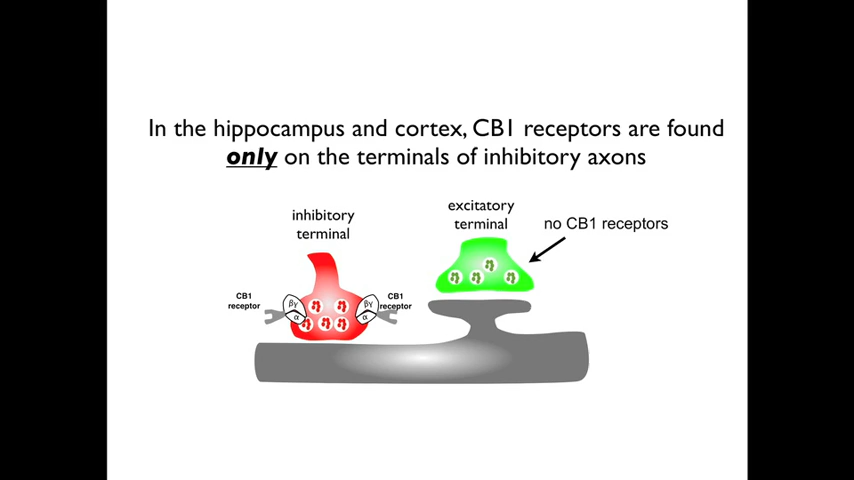 In the hippocampus and cortex, CB1 receptors are found
only on the terminals of inhibitory axons
inhibitory
terminal
excitatory
terminal
no CB1 receptors
CB1
receptor
βγ
α
βγ
α
CB1
receptor